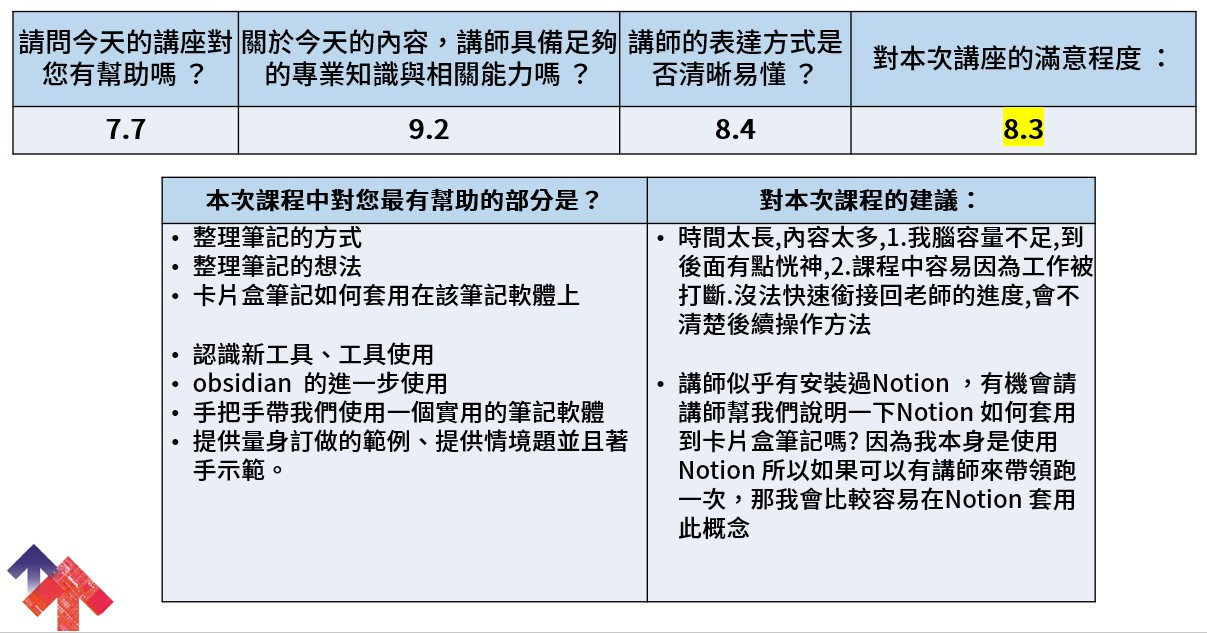 請問今天的講座對
您有幫助嗎 ？
關於今天的內容，講師具備足夠
的專業知識與相關能力嗎 ？
講師的表達方式是
否清晰易懂 ？
對本次講座的滿意程度 ：
7.7
9.2
8.4
8.3
本次課程中對您最有幫助的部分是？
• 整理筆記的方式
• 整理筆記的想法
• 卡片盒筆記如何套用在該筆記軟體上
• 認識新工具、工具使用
• obsidian 的進一步使用
• 手把手帶我們使用一個實用的筆記軟體
• 提供量身訂做的範例、提供情境題並且著
手示範。
對本次課程的建議：
• 時間太長,內容太多,1.我腦容量不足,到
後面有點恍神,2.課程中容易因為工作被
打斷.沒法快速銜接回老師的進度,會不
清楚後續操作方法
• 講師似乎有安裝過Notion ，有機會請
講師幫我們說明一下Notion 如何套用
到卡片盒筆記嗎? 因為我本身是使用
Notion 所以如果可以有講師來帶領跑
一次，那我會比較容易在Notion 套用
此概念